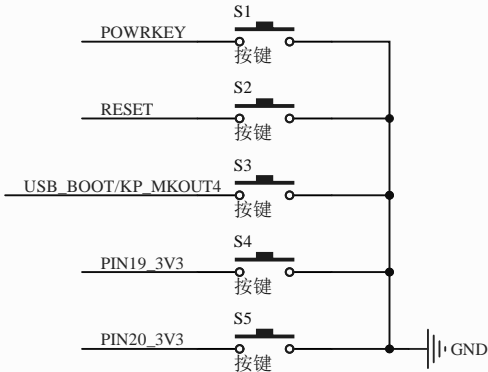 S1
POWRKEY
按键
S2
RESET
按键
S3
USB_BOOT/KP_MKOUT4
按键
S4
PIN19_3V3
按键
S5
PIN20_3V3
按键
GND